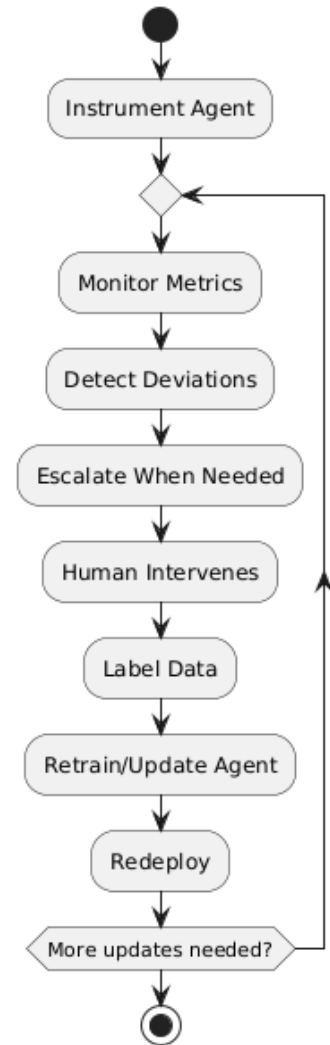 Instrument Agent
Monitor Metrics
Detect Deviations
Escalate When Needed
Human Intervenes
Label Data
Retrain/Update Agent
Redeploy
More updates needed?